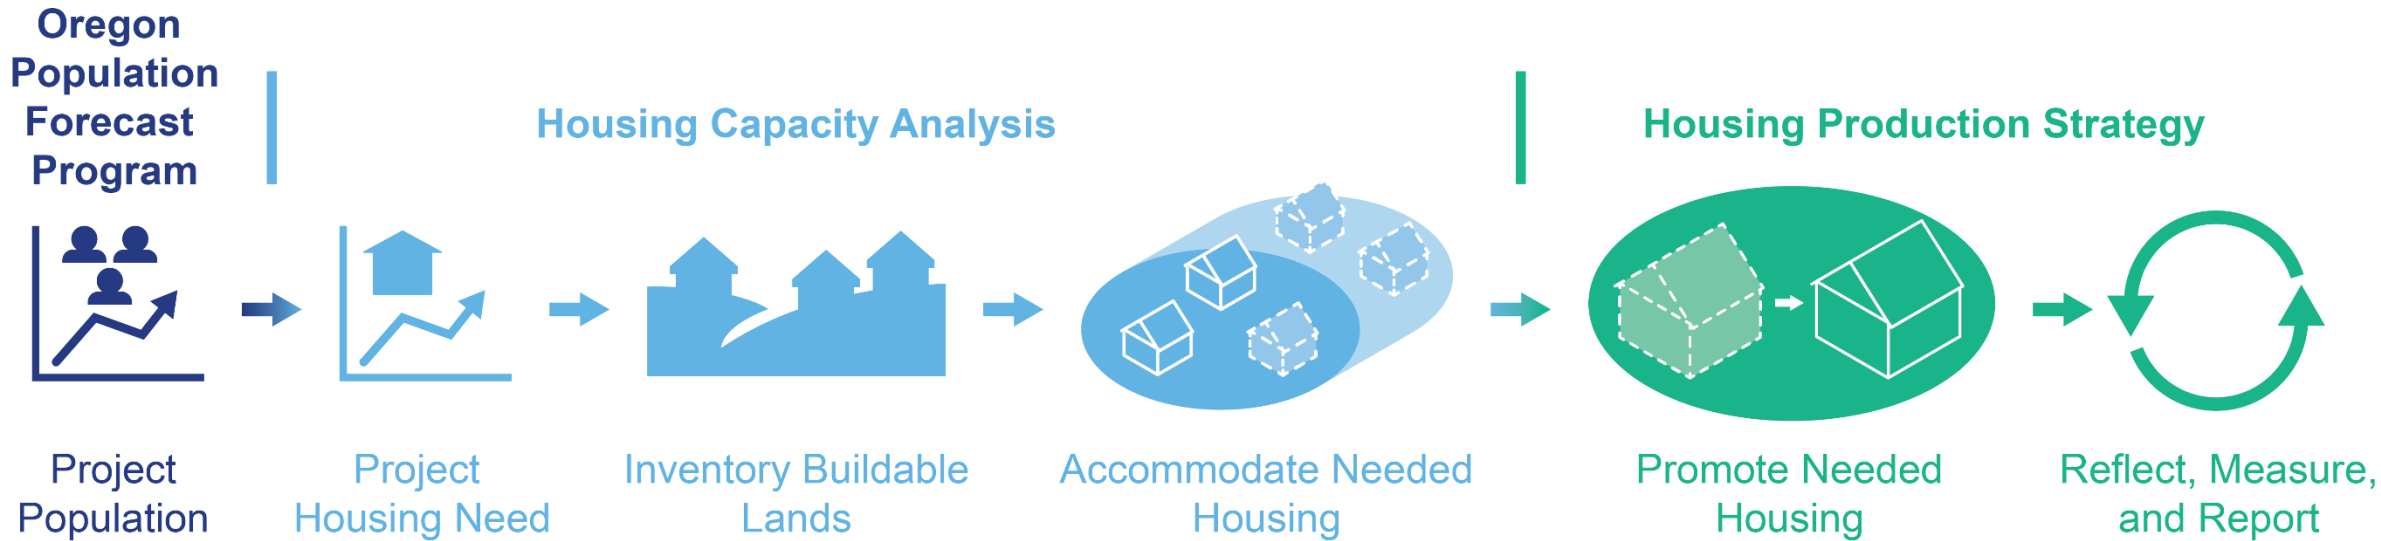 Oregon
Population
Forecast
Program
Housing Capacity Analysis
Housing Production Strategy
Project
Population
Project
Housing Need
Inventory Buildable
Lands
Accommodate Needed
Housing
Promote Needed
Housing
Reflect, Measure,
and Report